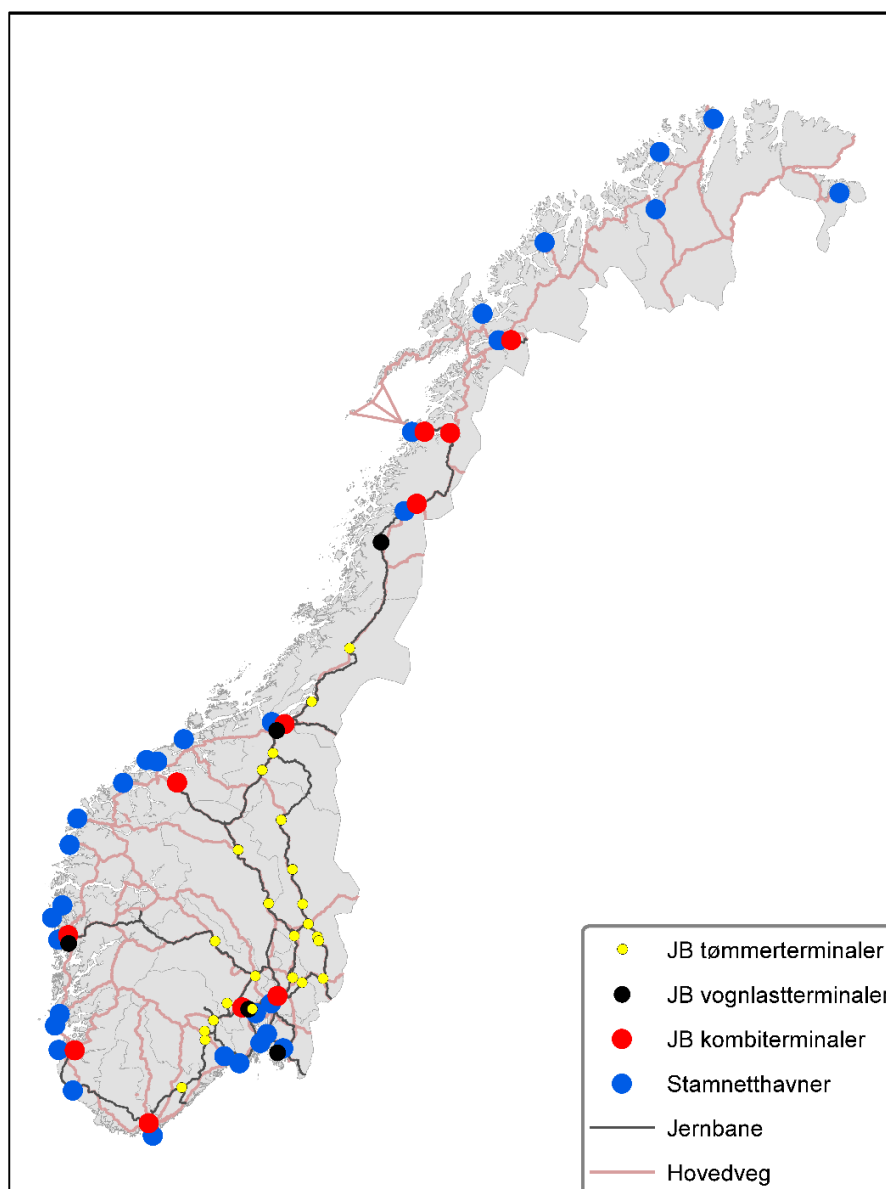 JB tømmerterminaler
JB vognlastterminaler
JB kombiterminaler
Stamnetthavner
Jernbane
Hovedveg